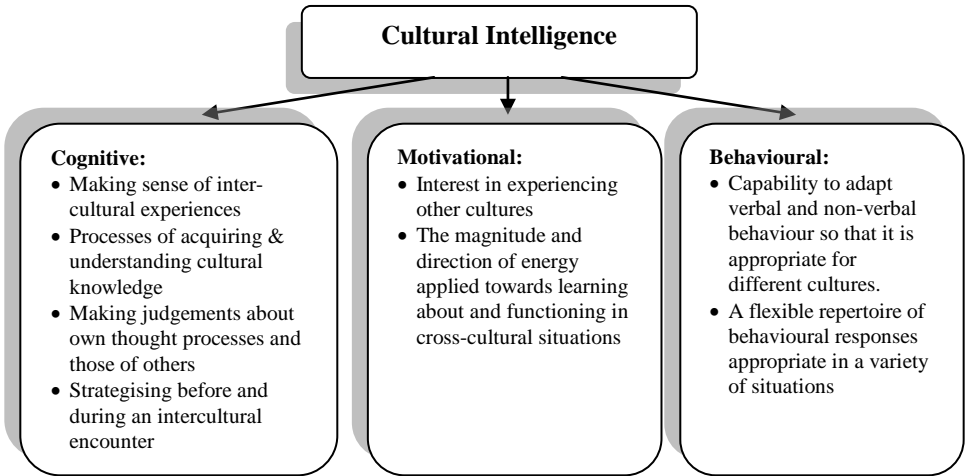 Cultural Intelligence
Cognitive:
• Making sense of inter-
cultural experiences
• Processes of acquiring &
understanding cultural
knowledge
• Making judgements about
own thought processes and
those of others
• Strategising before and
during an intercultural
encounter
Motivational:
• Interest in experiencing
other cultures
• The magnitude and
direction of energy
applied towards learning
about and functioning in
cross-cultural situations
Behavioural:
• Capability to adapt
verbal and non-verbal
behaviour so that it is
appropriate for
different cultures.
• A flexible repertoire of
behavioural responses
appropriate in a variety
of situations